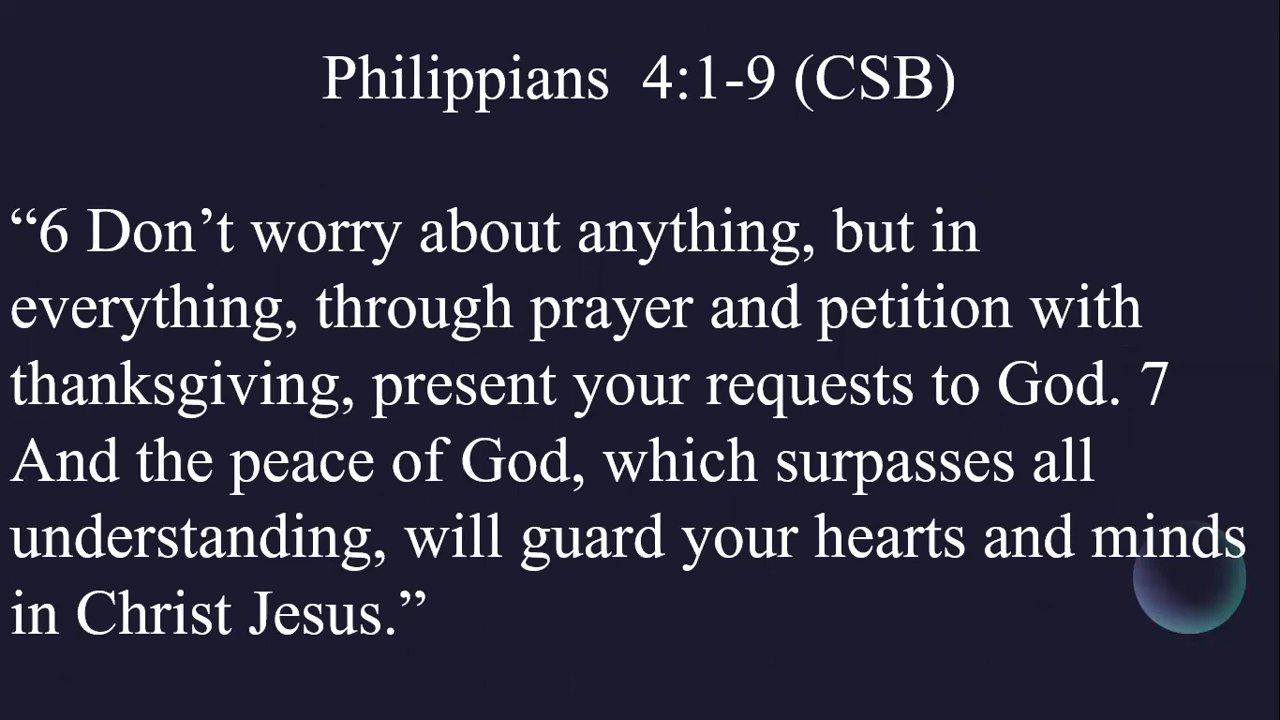 Philippians  4:1-9 (CSB)
“6 Don’t worry about anything, but in
everything, through prayer and petition with
thanksgiving, present your requests to God. 7
And the peace of God, which surpasses all
understanding, will guard your hearts and minds
in Christ Jesus.”